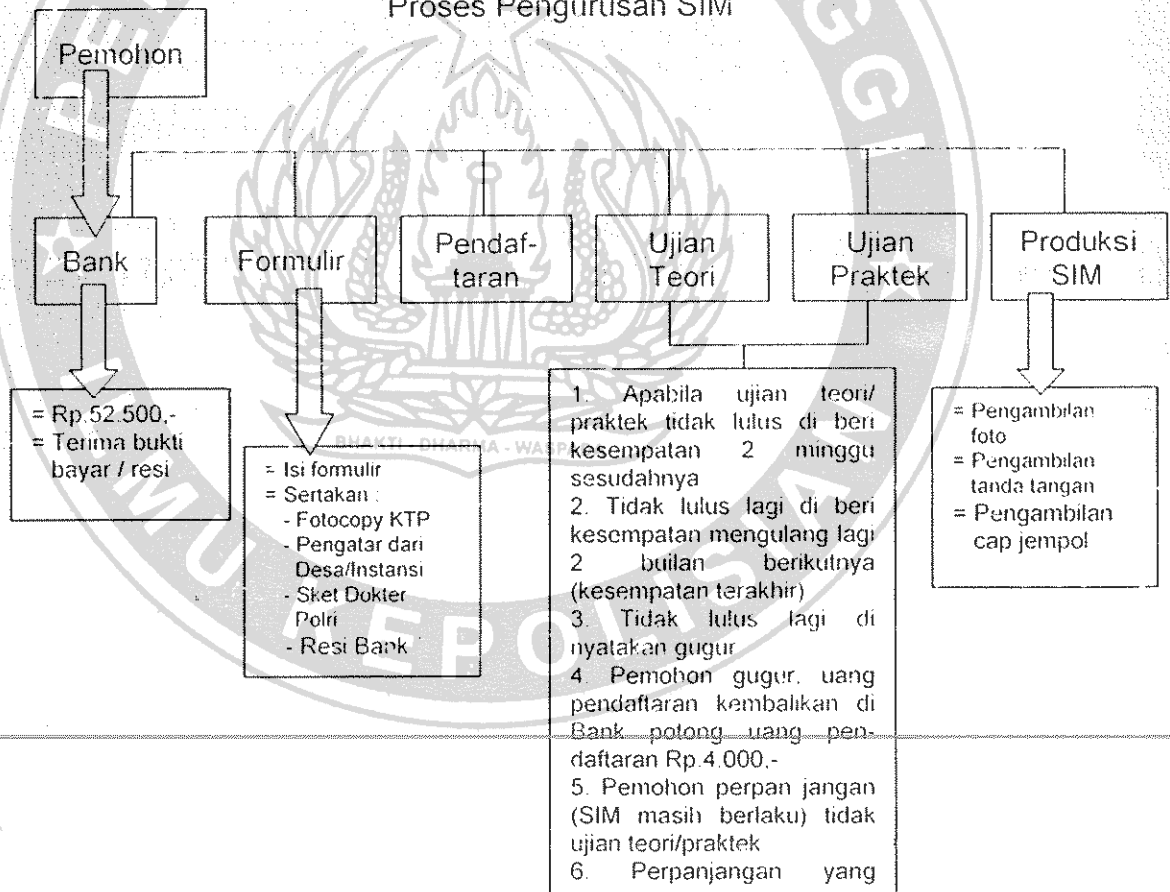 Proses Pengurusan SIM
Pemohon
Bank
Formulir
Pendaf-
taran
Ujian
Teori
Ujian
Praktek
Produksi
SIM
= Rp.52.500,-
= Terima bukti
bayar / resi
= Isi formulir
= Sertakan :
- Fotocopy KTP
- Pengatar dari
Desa/Instansi
- Sket Dokter
Polri
- Resi Bank
1. Apabila ujian teori/
praktek tidak lulus di beri
kesempatan 2 minggu
sesudahnya
2. Tidak lulus lagi di beri
kesempatan mengulang lagi
2 builan berikutnya
(kesempatan terakhir)
3. Tidak lulus lagi di
nyatakan gugur
4. Pemohon gugur, uang
pendaftaran kembalikan di
Bank potong uang pen-
daftaran Rp.4.000,-
5. Pemohon perpan jangan
(SIM masih berlaku) tidak
ujian teori/praktek
6. Perpanjangan yang
= Pengambilan
foto
= Pengambilan
tanda tangan
= Pengambilan
cap jempol
BHAKTI - DHARMA -
ILMU KEPOLISIAN